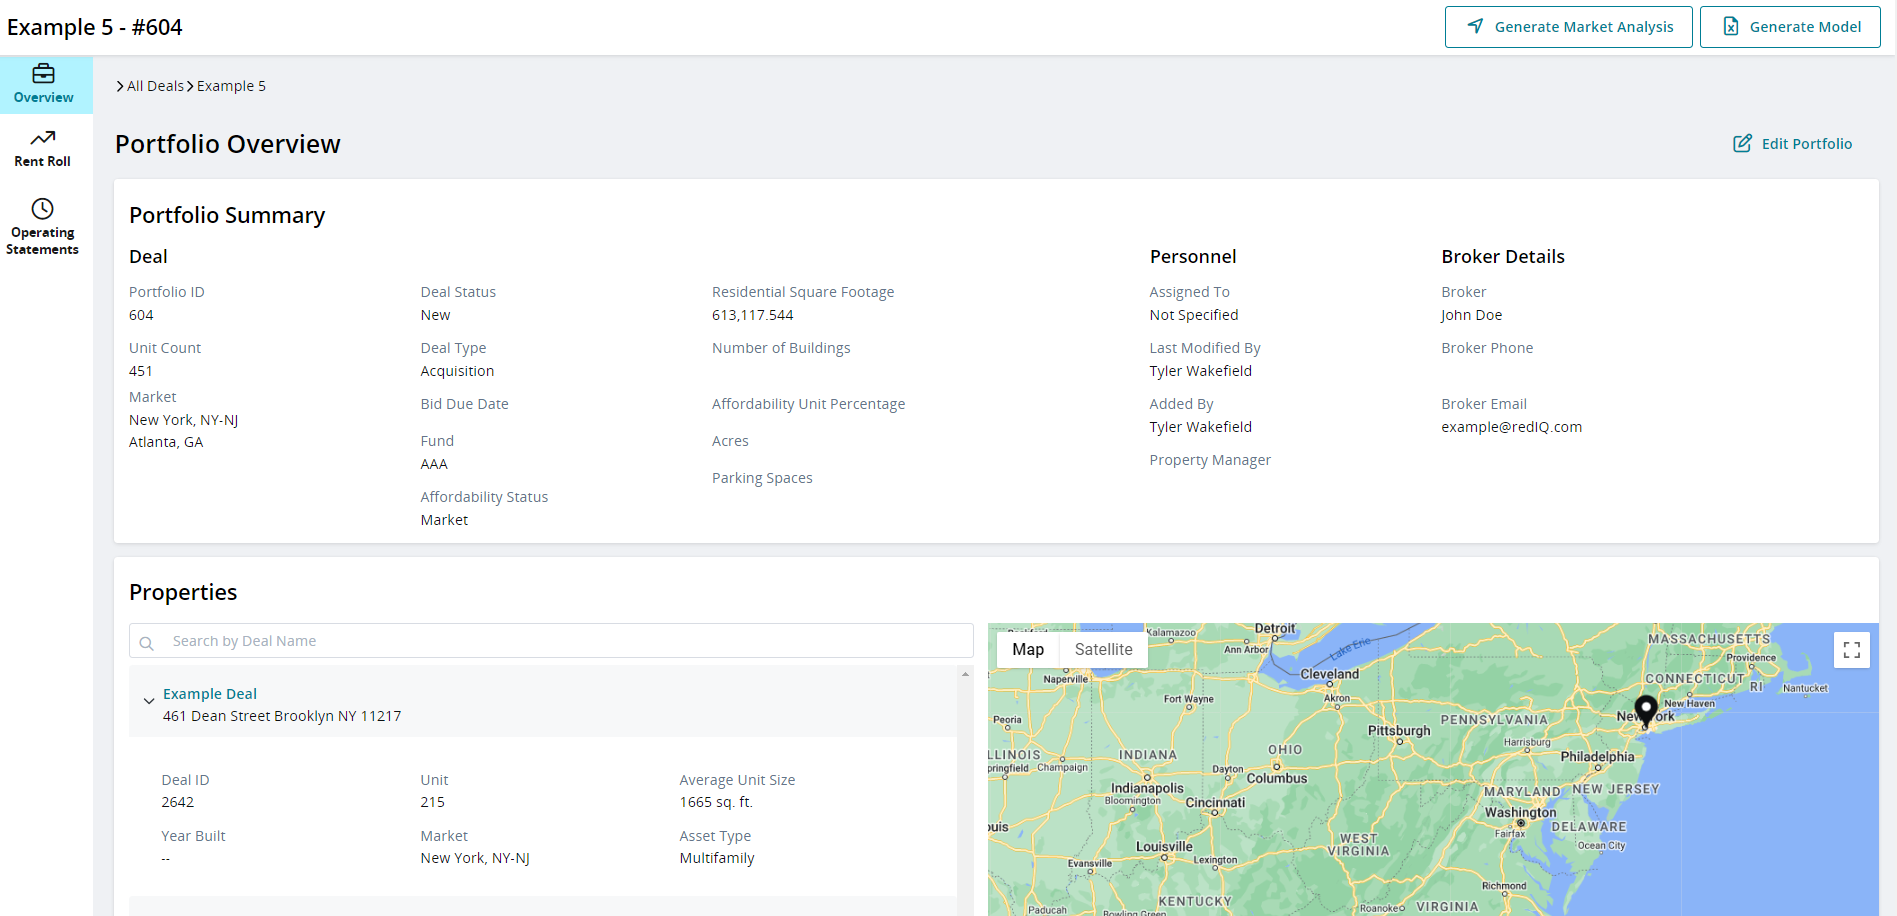 Example 5 - #604
Generate Market Analysis
Generate Model
Overview
Rent Roll
Operating
Statements
All Deals
Example 5
Portfolio Overview
Edit Portfolio
Portfolio Summary
Deal
Portfolio ID
604
Unit Count
451
Market
New York, NY-NJ
Atlanta, GA
Deal Status
New
Deal Type
Acquisition
Bid Due Date
Fund
AAA
Affordability Status
Market
Residential Square Footage
613,117.544
Number of Buildings
Affordability Unit Percentage
Acres
Parking Spaces
Personnel
Assigned To
Not Specified
Last Modified By
Tyler Wakefield
Added By
Tyler Wakefield
Property Manager
Broker Details
Broker
John Doe
Broker Phone
Broker Email
example@redIQ.com
Properties
Search by Deal Name
Example Deal
461 Dean Street Brooklyn NY 11217
Deal ID
2642
Unit
215
Average Unit Size
1665 sq. ft.
Year Built
--
Market
New York, NY-NJ
Asset Type
Multifamily
Map
Satellite
Kalamazoo
Detroit
Ann Arbor
Lake Erie
MASSACHUSETTS
Providence
Naperville
Cleveland
CONNECTICUT
RI
Nantucket
Fort Wayne
Akron
New Haven
Peoria
PENNSYLVANIA
Pittsburgh
Harrisburg
Philadelphia
LLINOIS
INDIANA
OHIO
pringfield
Champaign
Dayton
Columbus
Indianapolis
Bloomington
Cincinnati
MARYLAND
NEW JERSEY
Washington
Fairfax
DELAWARE
ouis
WEST
VIRGINIA
Ocean City
Louisville
Evansville
Lexington
Richmond
KENTUCKY
Paducah
Bowling Green
Roanoke
VIRGINIA